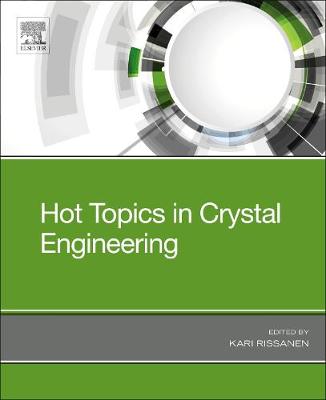 ELSEVIER
Hot Topics in Crystal
Engineering
EDITED BY
KARI RISSANEN